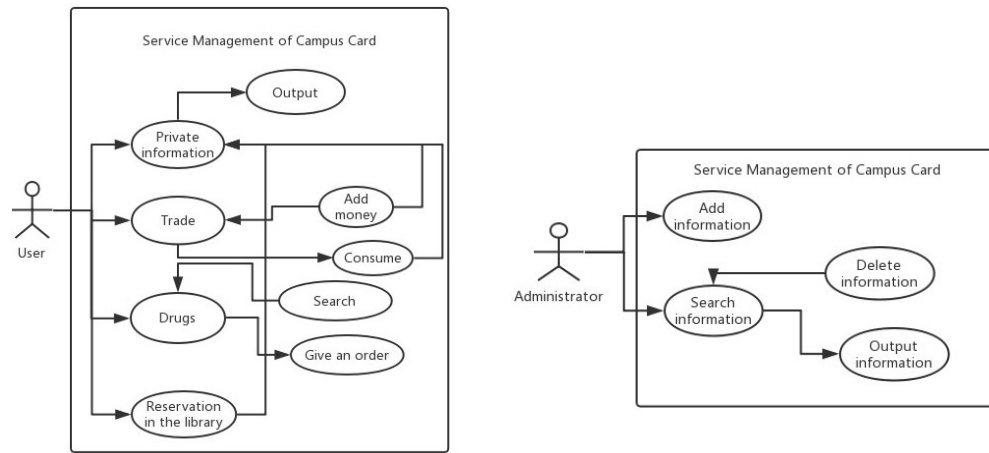 Service Management of Campus Card
Output
Private
information
Add
money
Trade
User
Consume
Search
Drugs
Give an order
Reservation
in the library
Service Management of Campus Card
Add
information
Delete
information
Administrator
Search
information
Output
information